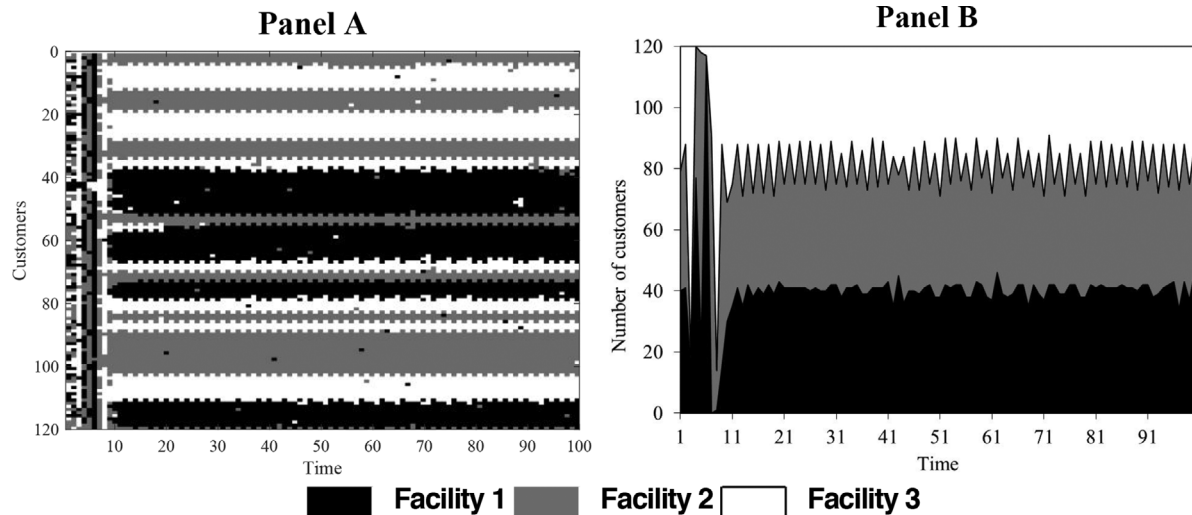 Panel A
0
20
40
60
80
100
120
Customers
10 20 30 40 50 60 70 80 90 100
Time
Panel B
120
100
80
60
40
20
0
Number of customers
1 11 21 31 41 51 61 71 81 91
Time
Facility 1 Facility 2 Facility 3